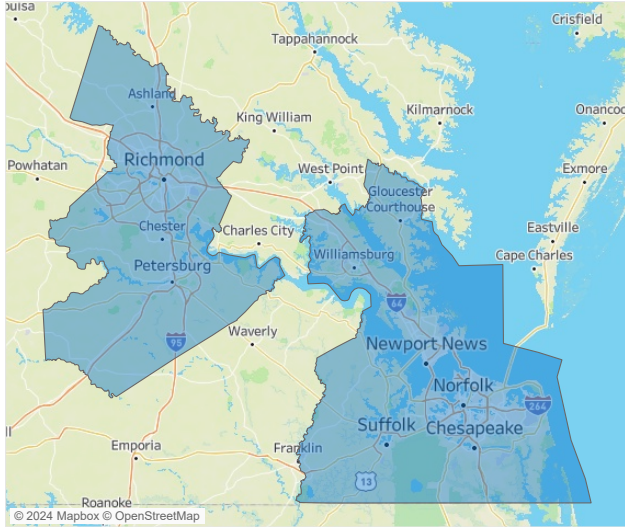 ouisa
Crisfield
Tappahannock
Ashland
Kilmarnock
Onancoc
King William
Richmond
Powhatan
West Point
Exmore
Gloucester
Courthouse
Chester
Charles City
Eastville
Williamsburg
Cape Charles
Petersburg
64
Waverly
95
Newport News
Norfolk
264
Suffolk
Chesapeake
ll
Emporia
Franklin
13
Roanoke
© 2024 Mapbox © OpenStreetMap